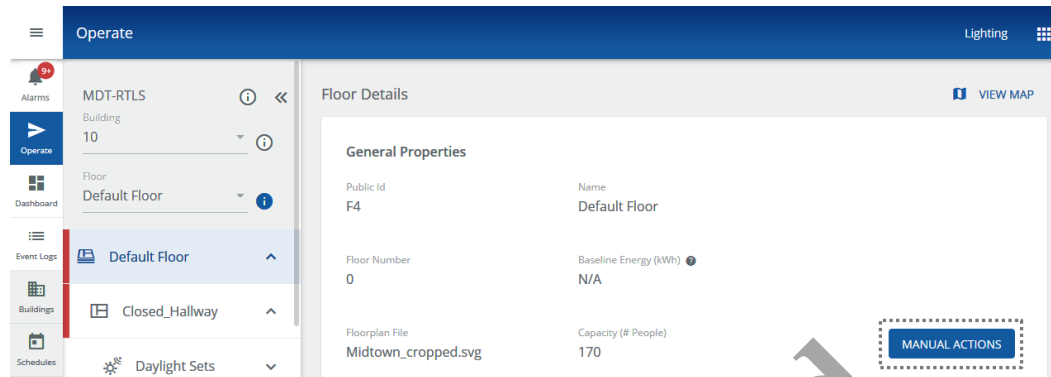 Operate
Lighting
9+
Alarms
Operate
Dashboard
Event Logs
Buildings
Schedules
MDT-RTLS
Building
10
Floor
Default Floor
Default Floor
Closed_Hallway
Daylight Sets
Floor Details
VIEW MAP
General Properties
Public Id
F4
Name
Default Floor
Floor Number
0
Baseline Energy (kWh)
N/A
Floorplan File
Midtown_cropped.svg
Capacity (# People)
170
MANUAL ACTIONS